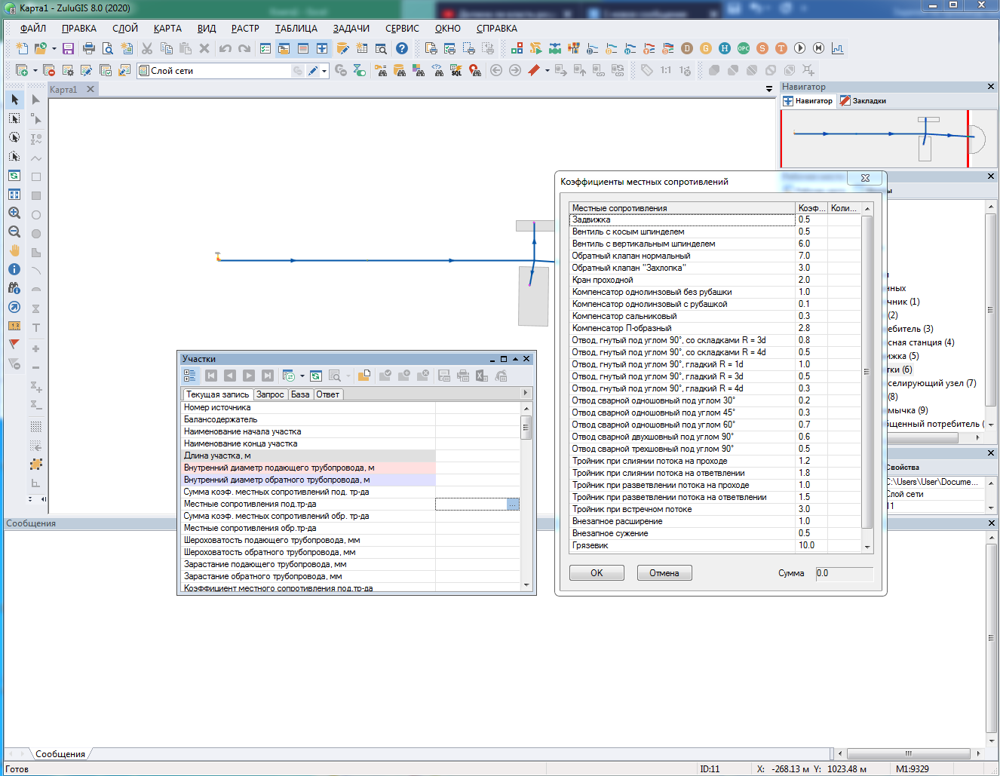 Карта1 - ZuluGIS 8.0 (2020)
ФАЙЛ ПРАВКА СЛОЙ КАРТА ВИД РАСТР ТАБЛИЦА ЗАДАЧИ СЕРВИС ОКНО СПРАВКА
Слой сети
1:1
Карта1
Навигатор
Навигатор Закладки
Коэффициенты местных сопротивлений
Местные сопротивления Коэф... Коли...
Задвижка 0.5
Вентиль с косым шпинделем 0.5
Вентиль с вертикальным шпинделем 6.0
Обратный клапан нормальный 7.0
Обратный клапан "Захлопка" 3.0
Кран проходной 2.0
Компенсатор однолинзовый без рубашки 1.0
Компенсатор однолинзовый с рубашкой 0.1
Компенсатор сальниковый 0.3
Компенсатор П-образный 2.8
Отвод, гнутый под углом 90°, со складками R = 3d 0.8
Отвод, гнутый под углом 90°, со складками R = 4d 0.5
Отвод, гнутый под углом 90°, гладкий R = 1d 1.0
Отвод, гнутый под углом 90°, гладкий R = 3d 0.5
Отвод, гнутый под углом 90°, гладкий R = 4d 0.3
Отвод сварной одношовный под углом 30° 0.2
Отвод сварной одношовный под углом 45° 0.3
Отвод сварной одношовный под углом 60° 0.7
Отвод сварной двухшовный под углом 90° 0.6
Отвод сварной трехшовный под углом 90° 0.5
Тройник при слиянии потока на проходе 1.2
Тройник при слиянии потока на ответвлении 1.8
Тройник при разветвлении потока на проходе 1.0
Тройник при разветвлении потока на ответвлении 1.5
Тройник при встречном потоке 3.0
Внезапное расширение 1.0
Внезапное сужение 0.5
Грязевик 10.0
OK Отмена Сумма 0.0
нных
чник (1)
(2)
ебитель (3)
сная станция (4)
ижка (5)
тки (6)
селирующий узел (7)
(8)
мычка (9)
щенный потребитель (
Свойства
C:\Users\User\Docume...
Слой сети
11
Участки
Текущая запись Запрос База Ответ
Номер источника
Балансодержатель
Наименование начала участка
Наименование конца участка
Длина участка, м
Внутренний диаметр подающего трубопровода, м
Внутренний диаметр обратного трубопровода, м
Сумма коэф. местных сопротивлений под. тр-да
Местные сопротивления под.тр-да ...
Сумма коэф. местных сопротивлений обр. тр-да
Местные сопротивления обр.тр-да
Шероховатость подающего трубопровода, мм
Шероховатость обратного трубопровода, мм
Зарастание подающего трубопровода, мм
Зарастание обратного трубопровода, мм
Коэффициент местного сопротивления под.тр-да
Сообщения
Сообщения
Готов ID:11 X: -268.13 м Y: 1023.48 м M1:9329